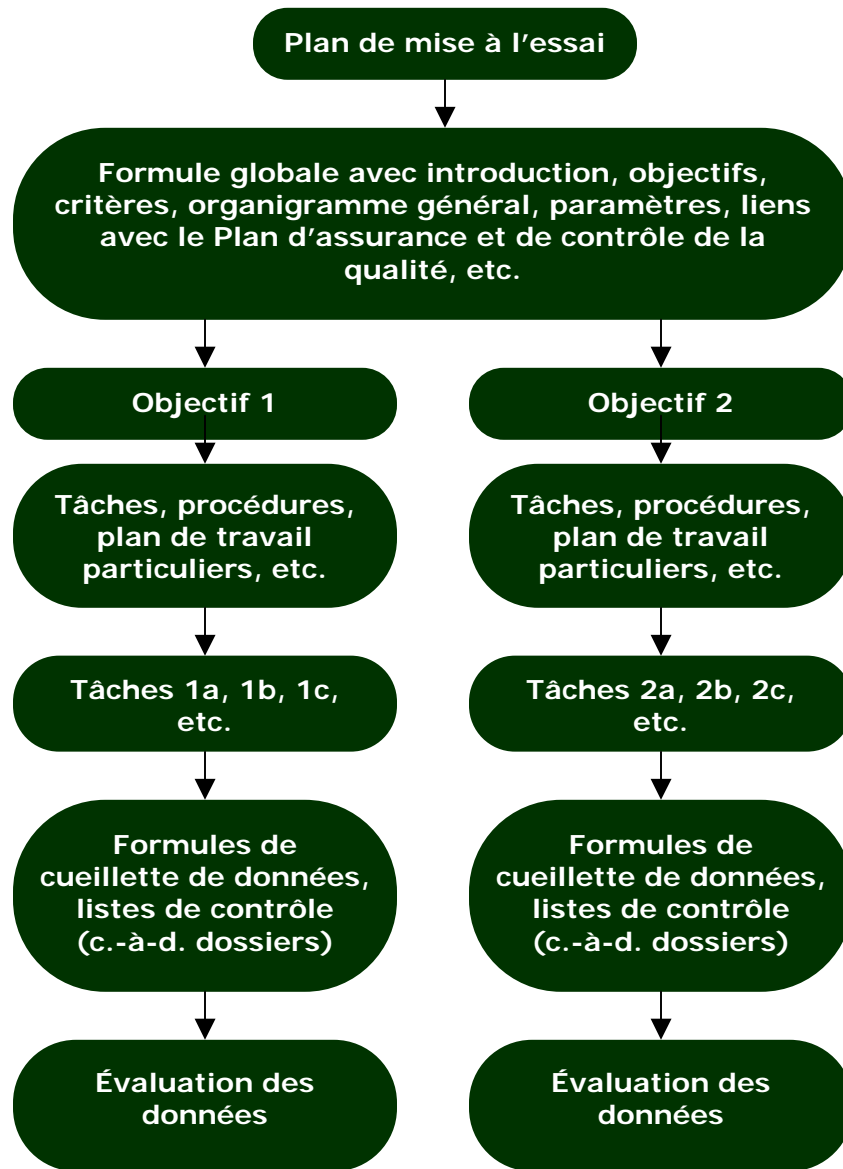 Plan de mise à l’essai
Formule globale avec introduction, objectifs,
critères, organigramme général, paramètres, liens
avec le Plan d’assurance et de contrôle de la
qualité, etc.
Objectif 1
Objectif 2
Tâches, procédures,
plan de travail
particuliers, etc.
Tâches, procédures,
plan de travail
particuliers, etc.
Tâches 1a, 1b, 1c,
etc.
Tâches 2a, 2b, 2c,
etc.
Formules de
cueillette de données,
listes de contrôle
(c.-à-d. dossiers)
Formules de
cueillette de données,
listes de contrôle
(c.-à-d. dossiers)
Évaluation des
données
Évaluation des
données